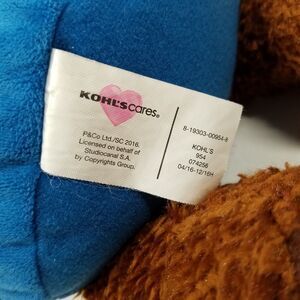 KOHL'S cares®
P&Co Ltd./SC 2016.
Licensed on behalf of
Studiocanal S.A.
by Copyrights Group.
8-19303-00954-8
KOHL'S
954
074256
04/16-12/16H